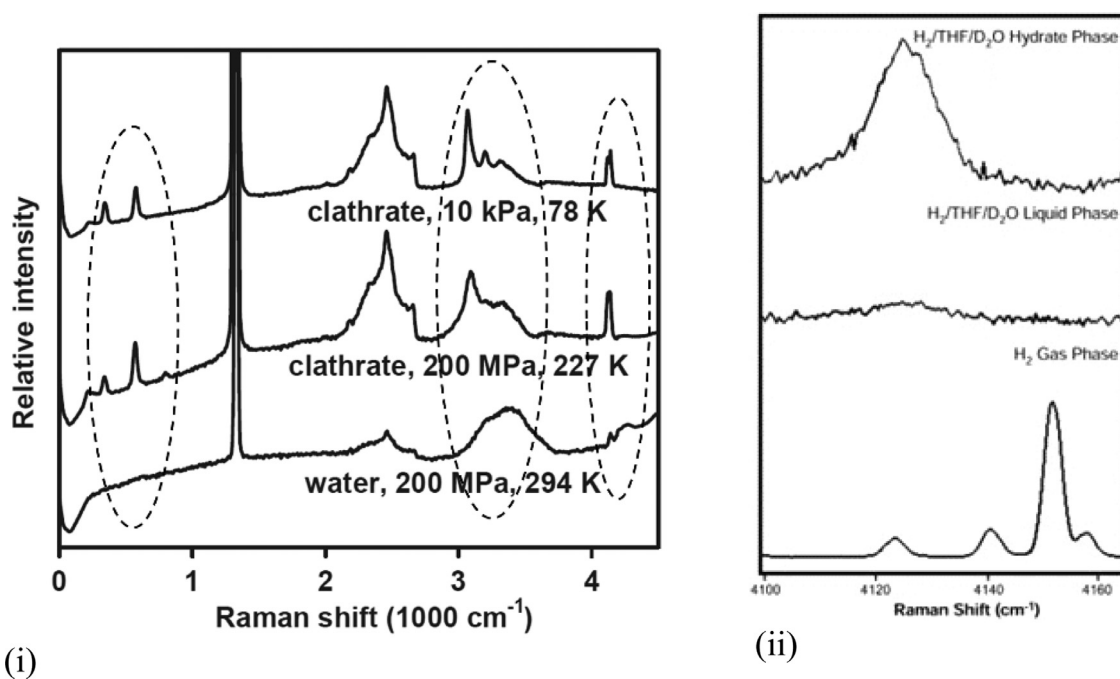 Relative intensity
clathrate, 10 kPa, 78 K
clathrate, 200 MPa, 227 K
water, 200 MPa, 294 K
0 1 2 3 4
Raman shift (1000 cm⁻¹)
(i)
H₂/THF/D₂O Hydrate Phase
H₂/THF/D₂O Liquid Phase
H₂ Gas Phase
4100 4120 4140 4160
Raman Shift (cm⁻¹)
(ii)